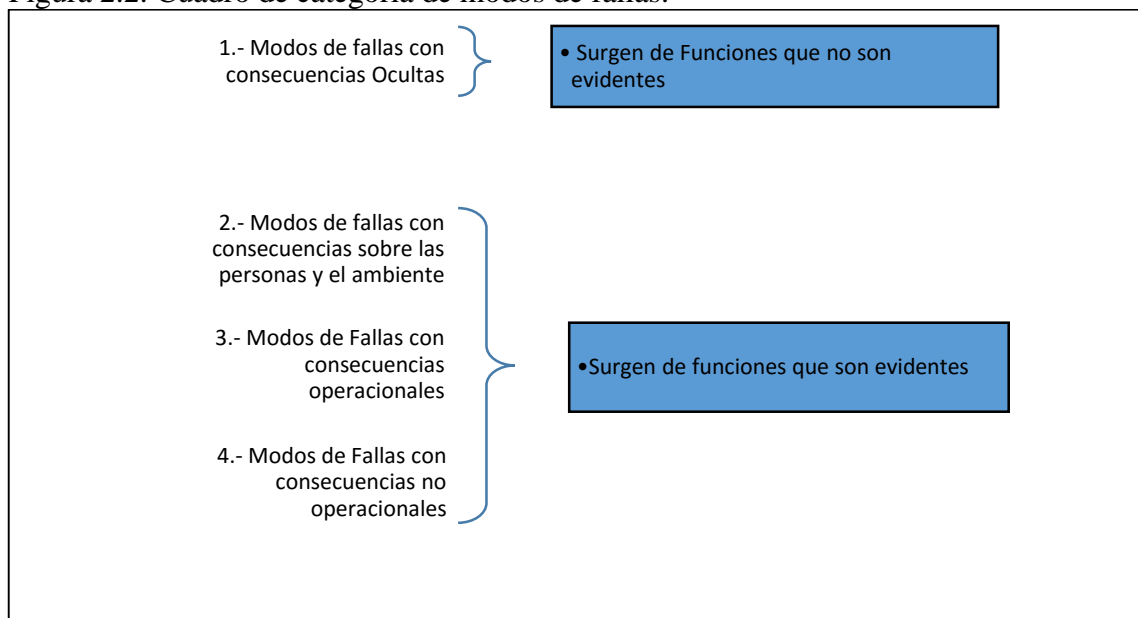 Figura 2.2. Cuadro de categoría de modos de fallas.
1.- Modos de fallas con
consecuencias Ocultas
• Surgen de Funciones que no son
evidentes
2.- Modos de fallas con
consecuencias sobre las
personas y el ambiente
3.- Modos de Fallas con
consecuencias
operacionales
•Surgen de funciones que son evidentes
4.- Modos de Fallas con
consecuencias no
operacionales